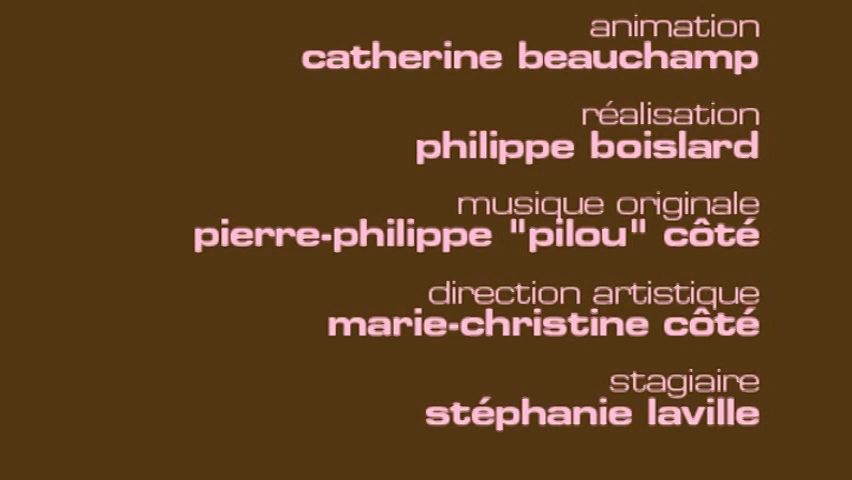 animation
catherine beauchamp
réalisation
philippe boislard
musique originale
pierre-philippe "pilou" côté
direction artistique
marie-christine côté
stagiaire
stéphanie laville